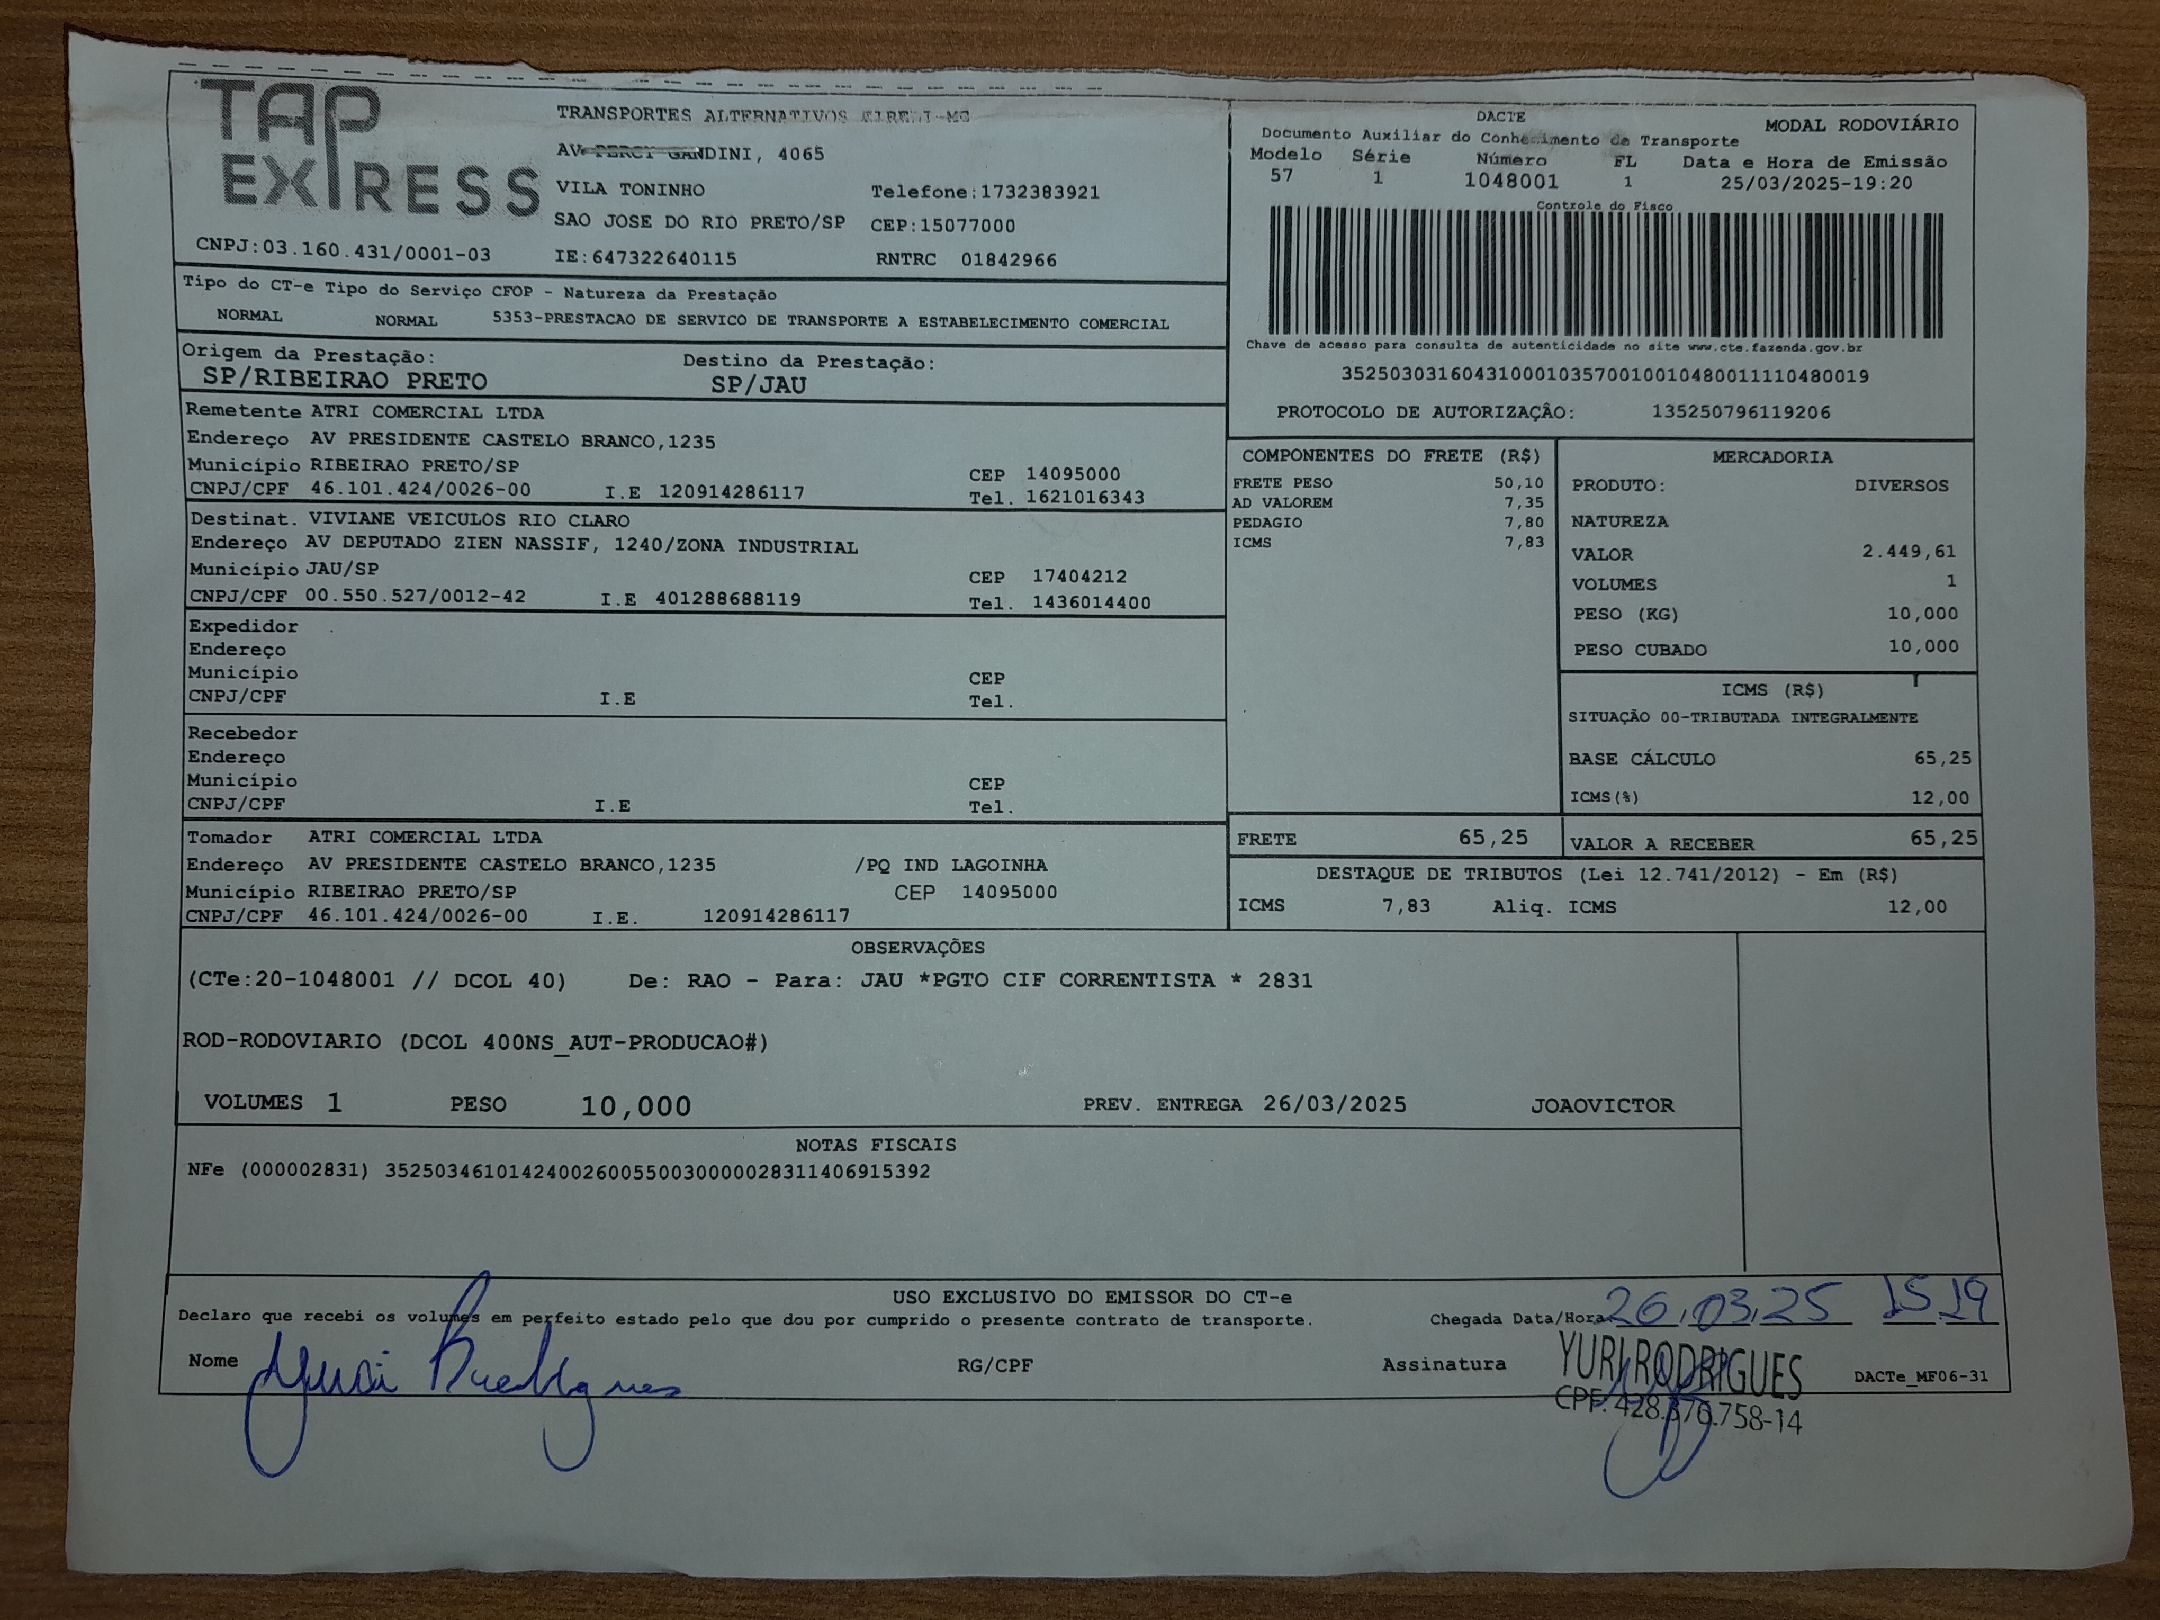 TAP EXPRESS
TRANSPORTES ALTERNATIVOS EIRELI-ME
AV PERCY GANDINI, 4065
VILA TONINHO Telefone:1732383921
SAO JOSE DO RIO PRETO/SP CEP:15077000
CNPJ:03.160.431/0001-03 IE:647322640115 RNTRC 01842966
DACTE
MODAL RODOVIÁRIO
Documento Auxiliar do Conhecimento de Transporte
Modelo Série Número FL Data e Hora de Emissão
57 1 1048001 1 25/03/2025-19:20
Controle do Fisco
Chave de acesso para consulta de autenticidade no site www.cte.fazenda.gov.br
35250303160431000103570010010480011110480019
PROTOCOLO DE AUTORIZAÇÃO: 135250796119206
Tipo do CT-e Tipo do Serviço CFOP - Natureza da Prestação
NORMAL NORMAL 5353-PRESTACAO DE SERVICO DE TRANSPORTE A ESTABELECIMENTO COMERCIAL
Origem da Prestação: Destino da Prestação:
SP/RIBEIRAO PRETO SP/JAU
Remetente ATRI COMERCIAL LTDA
Endereço AV PRESIDENTE CASTELO BRANCO,1235
Município RIBEIRAO PRETO/SP CEP 14095000
CNPJ/CPF 46.101.424/0026-00 I.E 120914286117 Tel. 1621016343
Destinat. VIVIANE VEICULOS RIO CLARO
Endereço AV DEPUTADO ZIEN NASSIF, 1240/ZONA INDUSTRIAL
Município JAU/SP CEP 17404212
CNPJ/CPF 00.550.527/0012-42 I.E 401288688119 Tel. 1436014400
Expedidor
Endereço
Município CEP
CNPJ/CPF I.E Tel.
Recebedor
Endereço
Município CEP
CNPJ/CPF I.E Tel.
Tomador ATRI COMERCIAL LTDA
Endereço AV PRESIDENTE CASTELO BRANCO,1235 /PQ IND LAGOINHA
Município RIBEIRAO PRETO/SP CEP 14095000
CNPJ/CPF 46.101.424/0026-00 I.E. 120914286117
COMPONENTES DO FRETE (R$)
FRETE PESO 50,10
AD VALOREM 7,35
PEDAGIO 7,80
ICMS 7,83
MERCADORIA
PRODUTO: DIVERSOS
NATUREZA
VALOR 2.449,61
VOLUMES 1
PESO (KG) 10,000
PESO CUBADO 10,000
ICMS (R$)
SITUAÇÃO 00-TRIBUTADA INTEGRALMENTE
BASE CÁLCULO 65,25
ICMS(%) 12,00
FRETE 65,25 VALOR A RECEBER 65,25
DESTAQUE DE TRIBUTOS (Lei 12.741/2012) - Em (R$)
ICMS 7,83 Aliq. ICMS 12,00
OBSERVAÇÕES
(CTe:20-1048001 // DCOL 40) De: RAO - Para: JAU *PGTO CIF CORRENTISTA * 2831
ROD-RODOVIARIO (DCOL 400NS_AUT-PRODUCAO#)
VOLUMES 1 PESO 10,000 PREV. ENTREGA 26/03/2025 JOAOVICTOR
NOTAS FISCAIS
NFe (000002831) 35250346101424002600550030000028311406915392
USO EXCLUSIVO DO EMISSOR DO CT-e
Declaro que recebi os volumes em perfeito estado pelo que dou por cumprido o presente contrato de transporte. Chegada Data/Hora 26.03.25 15 19
Nome Yuri Rodrigues RG/CPF Assinatura YURI RODRIGUES DACTe_MF06-31
CPF. 428.370.758-14